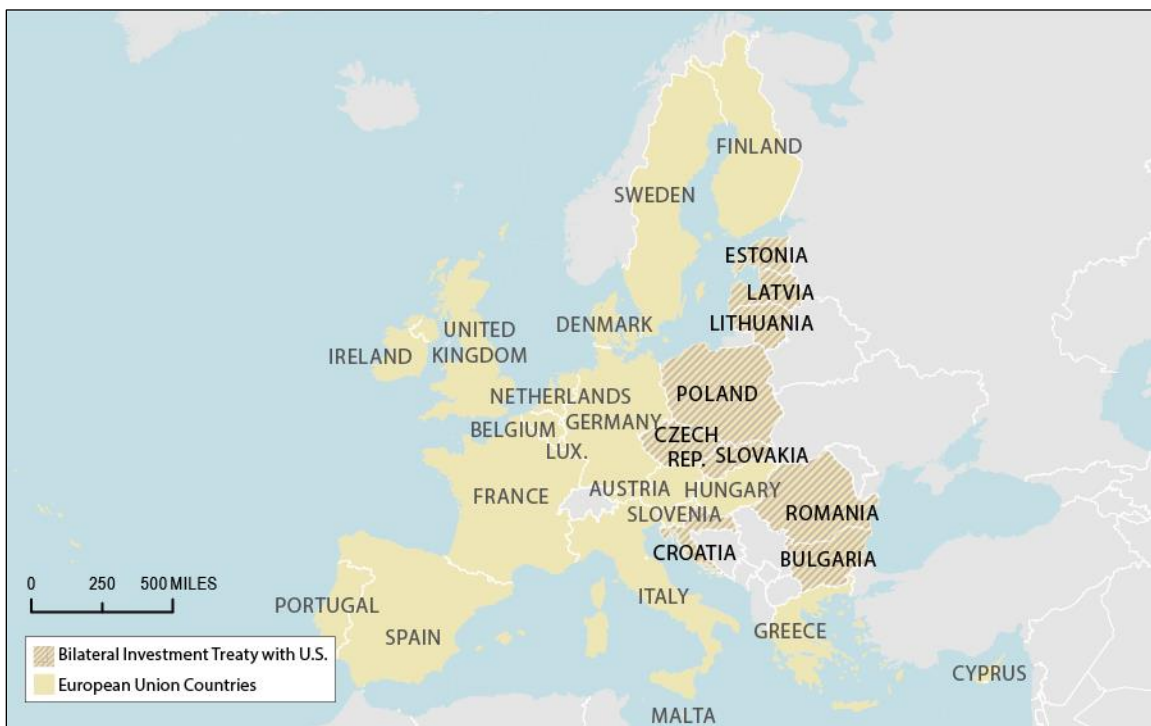 FINLAND
SWEDEN
ESTONIA
LATVIA
LITHUANIA
DENMARK
UNITED
KINGDOM
IRELAND
NETHERLANDS
POLAND
GERMANY
BELGIUM
CZECH
REP.
LUX.
SLOVAKIA
FRANCE
AUSTRIA
HUNGARY
SLOVENIA
ROMANIA
CROATIA
BULGARIA
0 250 500 MILES
PORTUGAL
ITALY
SPAIN
GREECE
Bilateral Investment Treaty with U.S.
European Union Countries
CYPRUS
MALTA